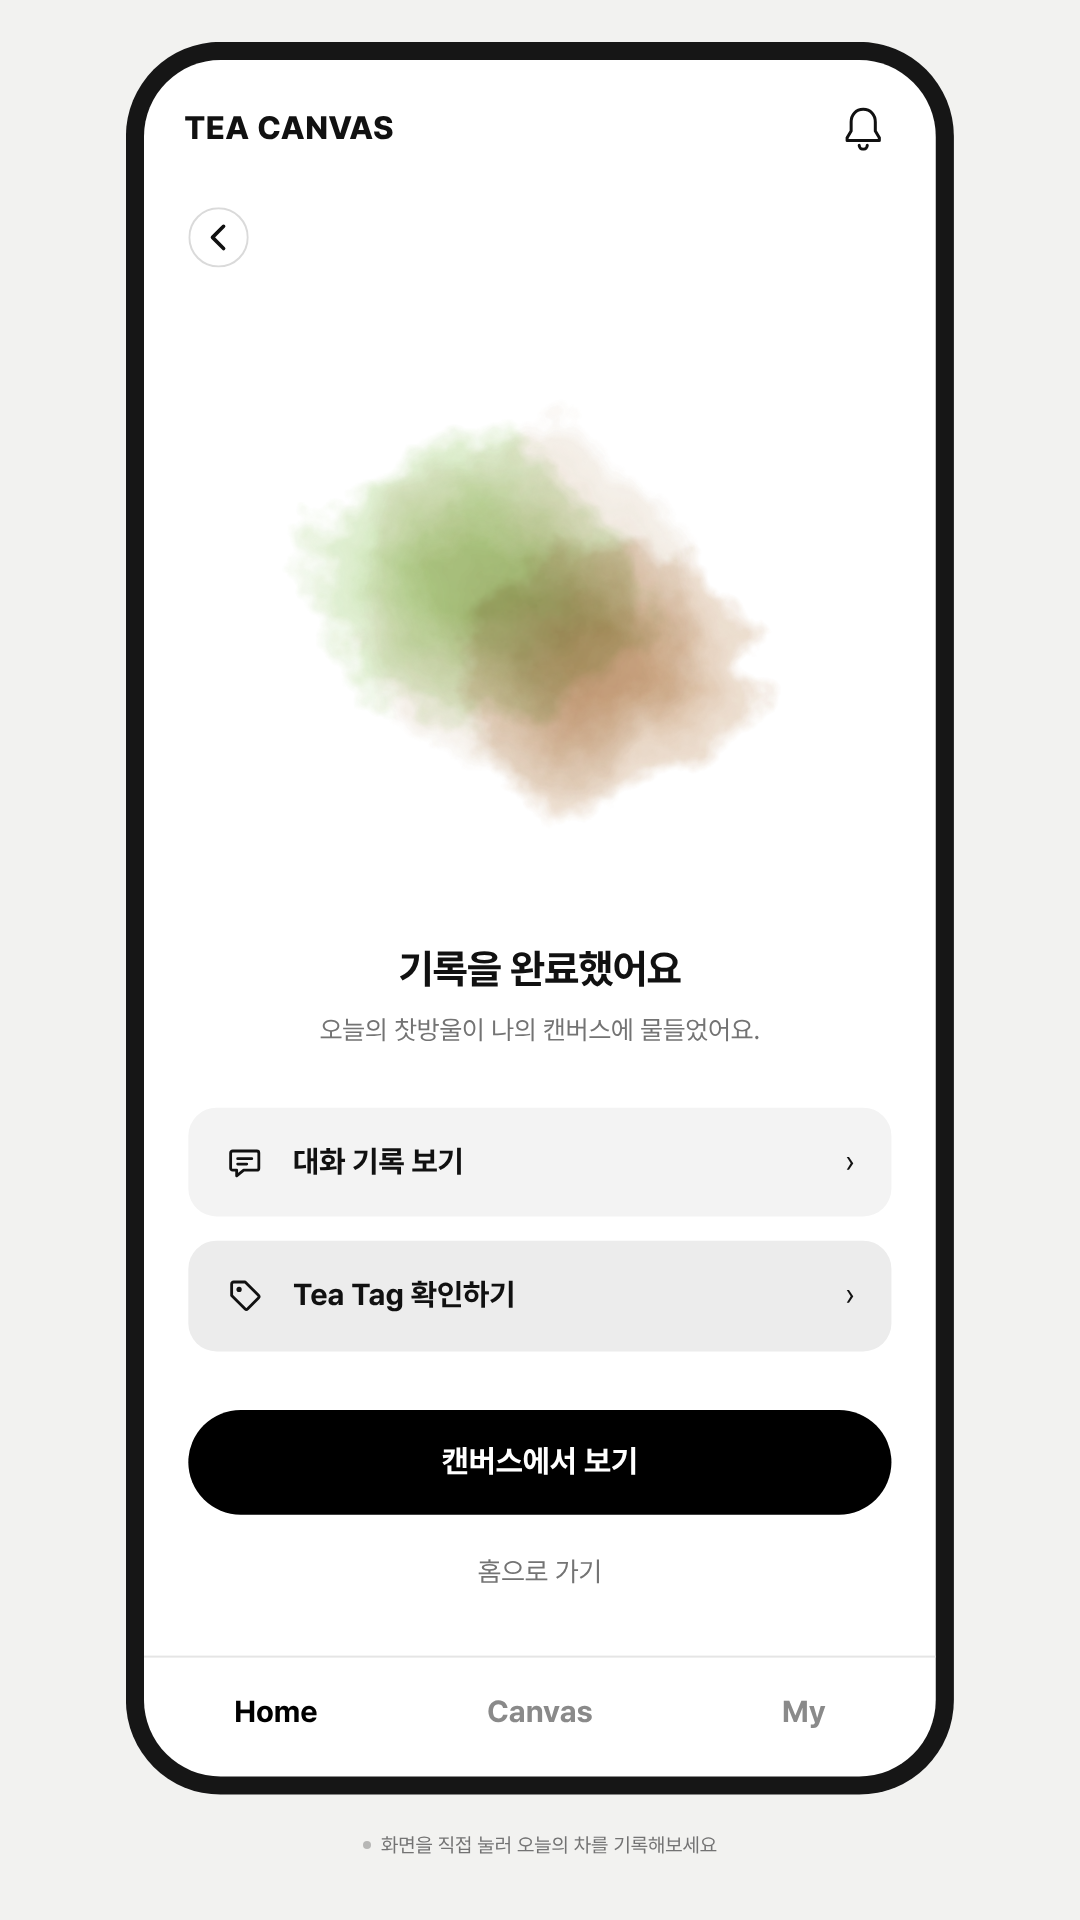 TEA CANVAS
기록을 완료했어요
오늘의 찻방울이 나의 캔버스에 물들었어요.
대화 기록 보기 ›
Tea Tag 확인하기 ›
캔버스에서 보기
홈으로 가기
Home Canvas My
화면을 직접 눌러 오늘의 차를 기록해보세요